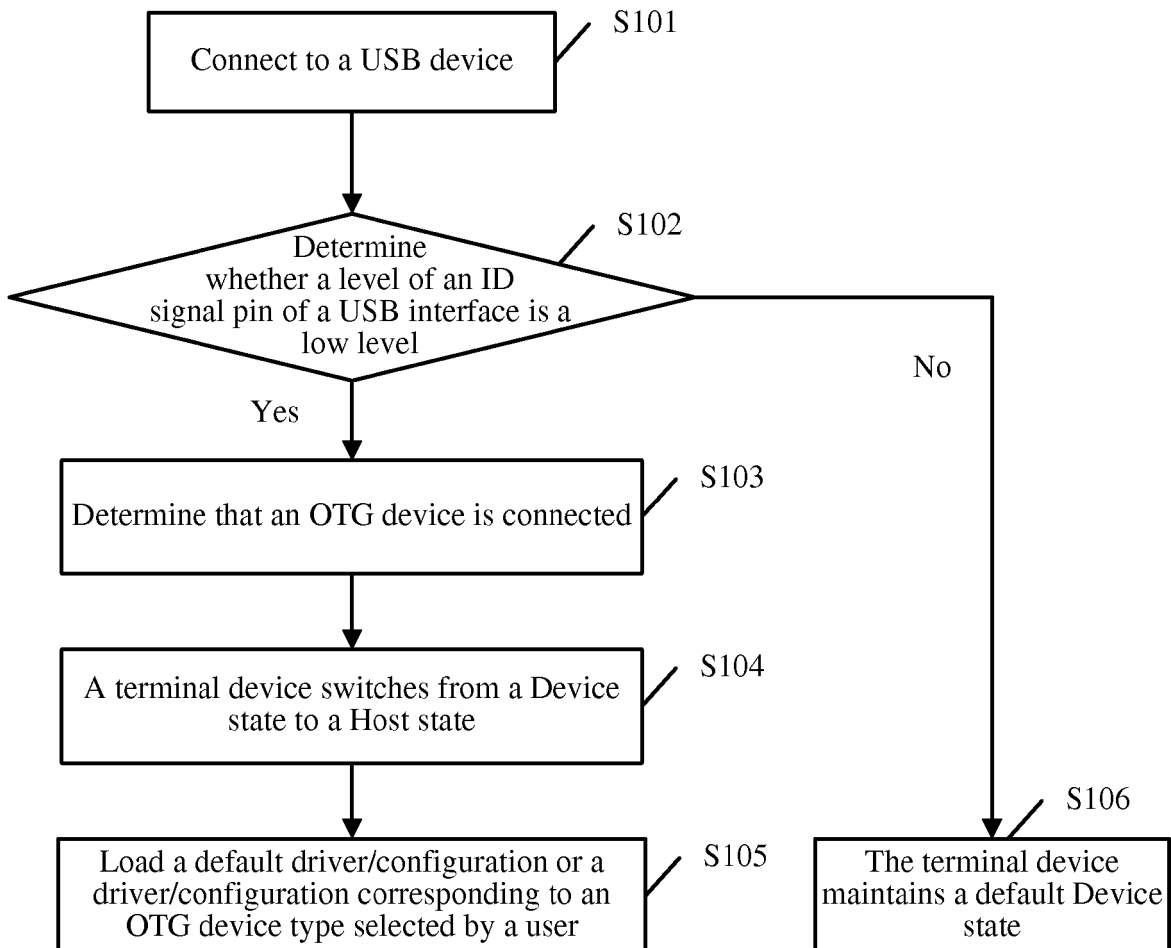 S101
Connect to a USB device
S102
Determine
whether a level of an ID
signal pin of a USB interface is a
low level
No
Yes
S103
Determine that an OTG device is connected
S104
A terminal device switches from a Device
state to a Host state
S105
Load a default driver/configuration or a
driver/configuration corresponding to an
OTG device type selected by a user
S106
The terminal device
maintains a default Device
state